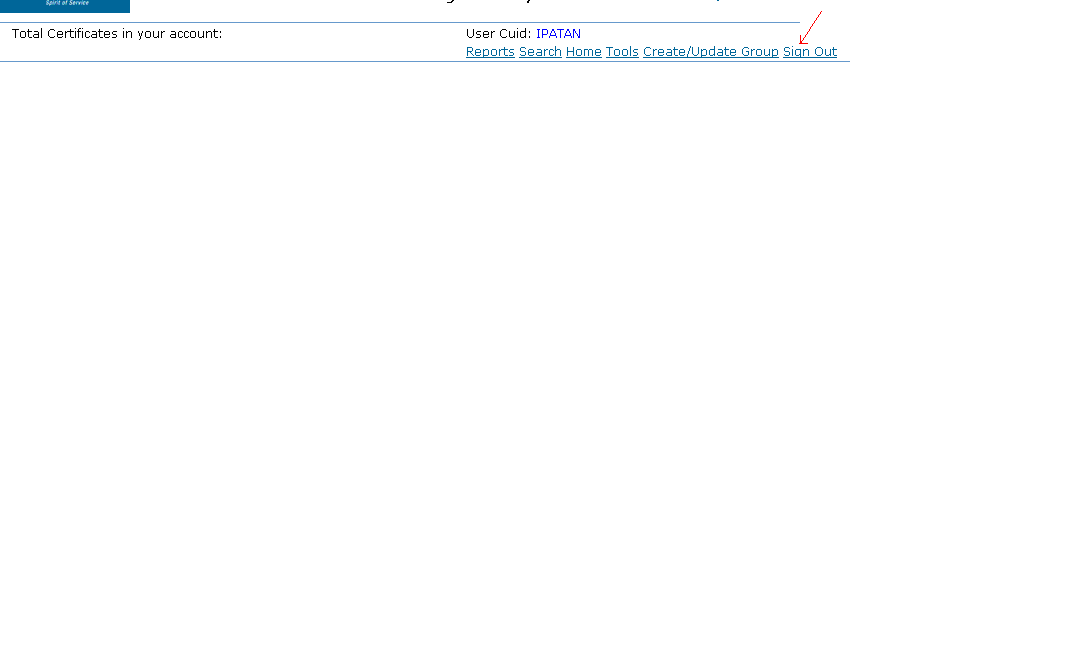 Spirit of Service
Total Certificates in your account:
User Cuid: IPATAN
Reports Search Home Tools Create/Update Group Sign Out